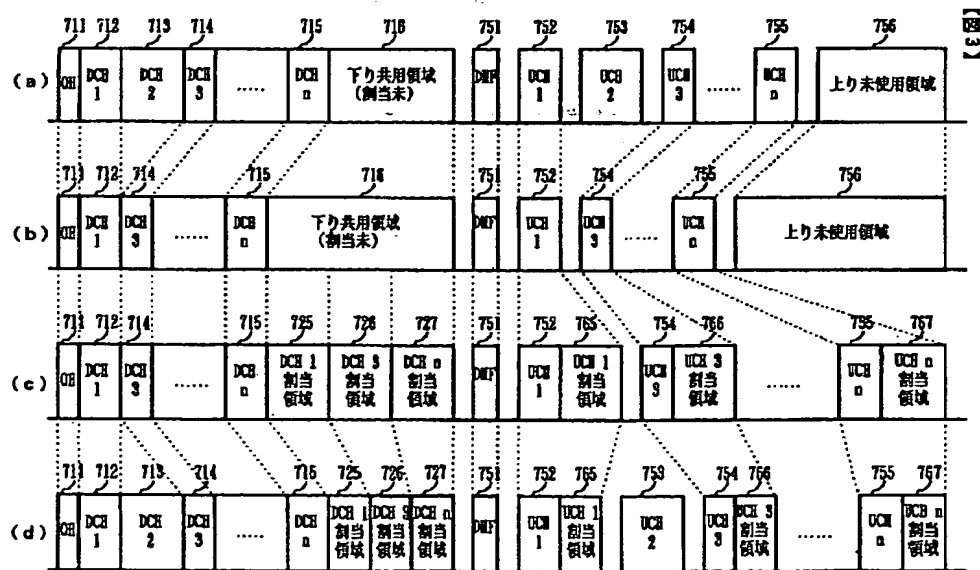 【図3】
711 712 713 714 715 716 751 752 753 754 755 756
(a) OH DCH 1 DCH 2 DCH 3 …… DCH n 下り共用領域 (割当未) UCH 1 UCH 2 UCH 3 …… UCH n 上り未使用領域
711 712 714 715 716 751 752 754 755 756
(b) OH DCH 1 DCH 3 …… DCH n 下り共用領域 (割当未) UCH 1 UCH 3 …… UCH n 上り未使用領域
711 712 714 715 725 726 727 751 752 765 754 766 755 767
(c) OH DCH 1 DCH 3 …… DCH n DCH 1 割当領域 DCH 3 割当領域 DCH n 割当領域 UCH 1 UCH 1 割当領域 UCH 3 UCH 3 割当領域 …… UCH n UCH n 割当領域
711 712 713 714 715 725 726 727 751 752 765 753 754 766 755 767
(d) OH DCH 1 DCH 2 DCH 3 …… DCH n DCH 1 割当領域 DCH 3 割当領域 DCH n 割当領域 UCH 1 UCH 1 割当領域 UCH 2 UCH 3 UCH 3 割当領域 …… UCH n UCH n 割当領域